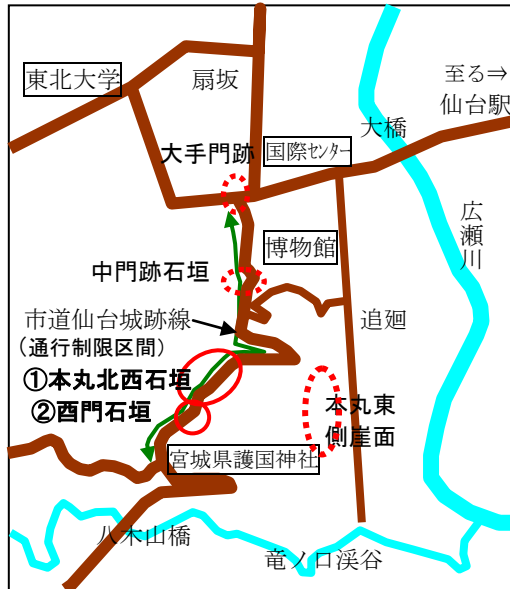 東北大学
扇坂
至る⇒
仙台駅
大橋
大手門跡
国際センター
広瀬川
博物館
中門跡石垣
市道仙台城跡線
(通行制限区間)
追廻
①本丸北西石垣
②酉門石垣
本丸東
側崖面
宮城県護国神社
八木山橋
竜ノ口渓谷